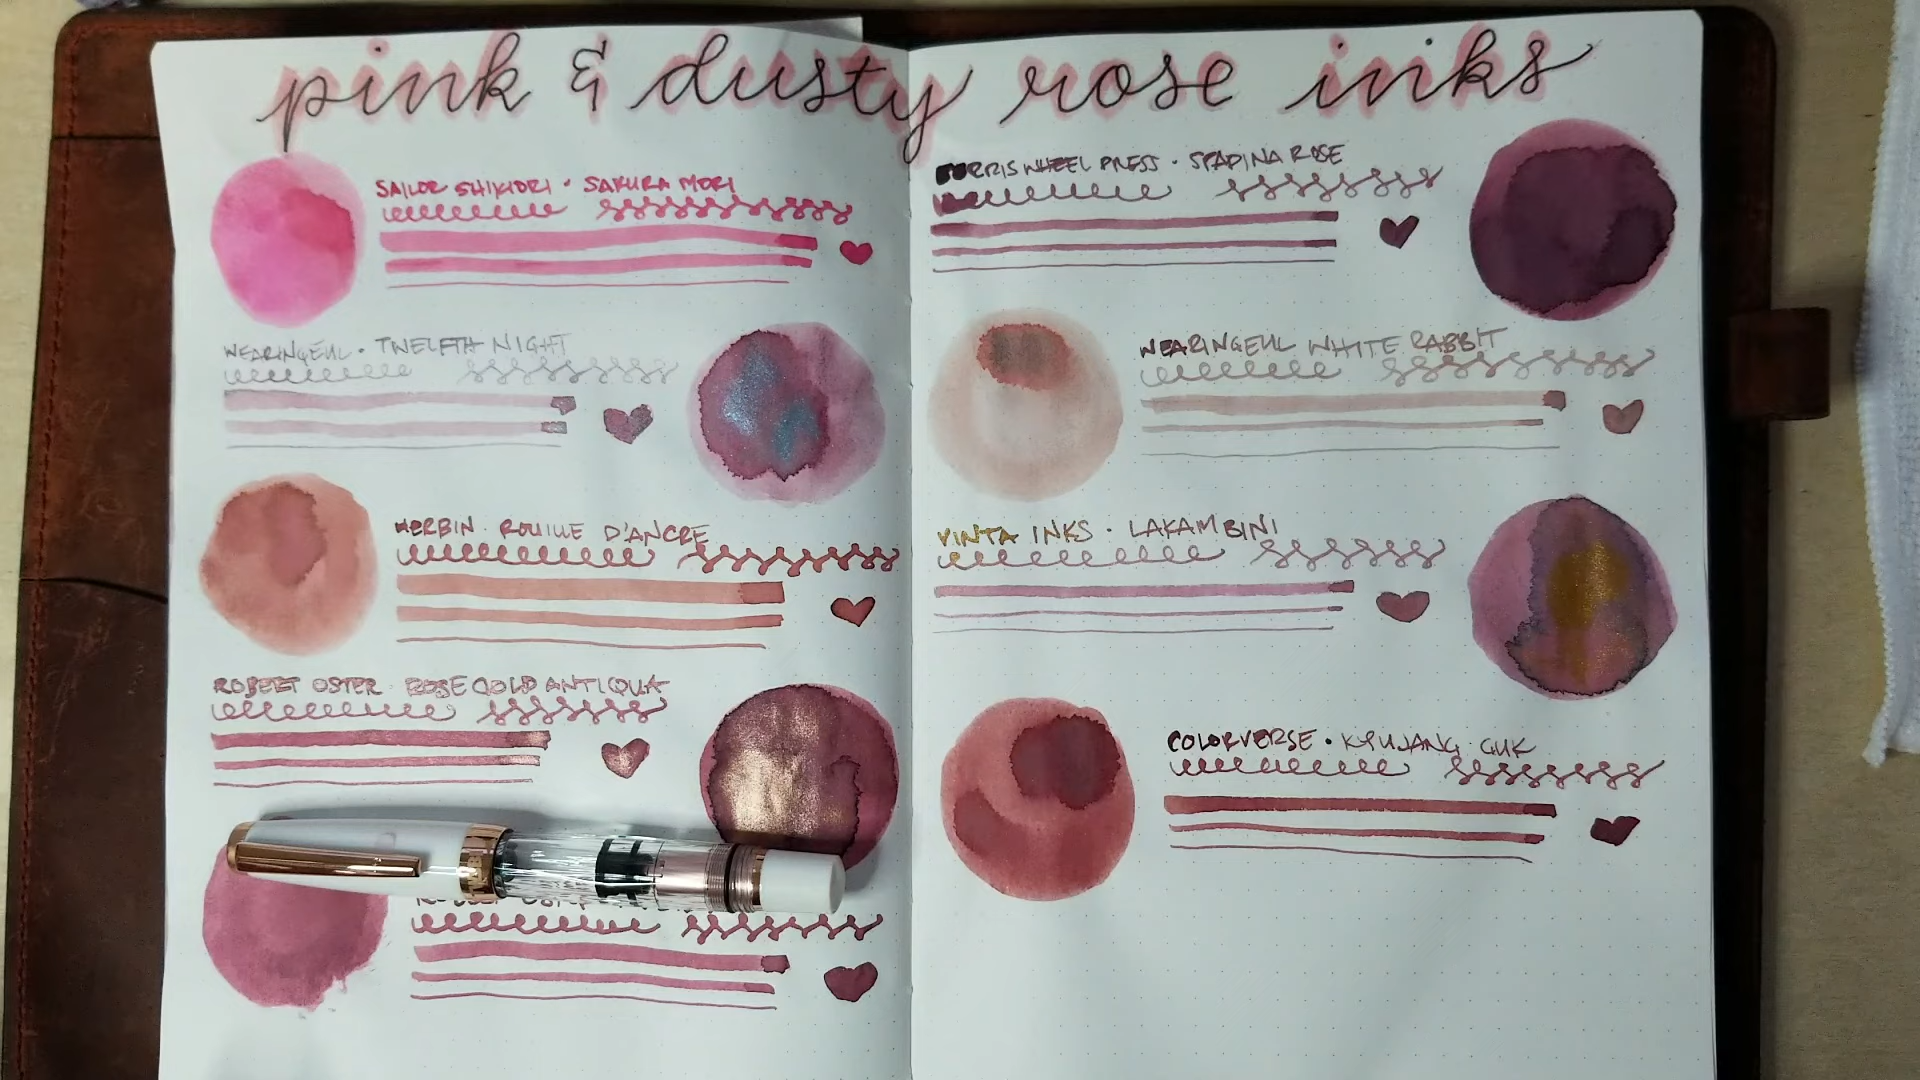 pink & dusty rose inks
SAILOR SHIKIORI · SAKURA MORI
WEARINGEUL · TWELFTH NIGHT
HERBIN · ROUILLE D'ANCRE
ROBERT OSTER · ROSE GOLD ANTIQUA
FERRIS WHEEL PRESS · SPADINA ROSE
WEARINGEUL WHITE RABBIT
VINTA INKS · LAKAMBINI
COLORVERSE · KYUJANG · GUK